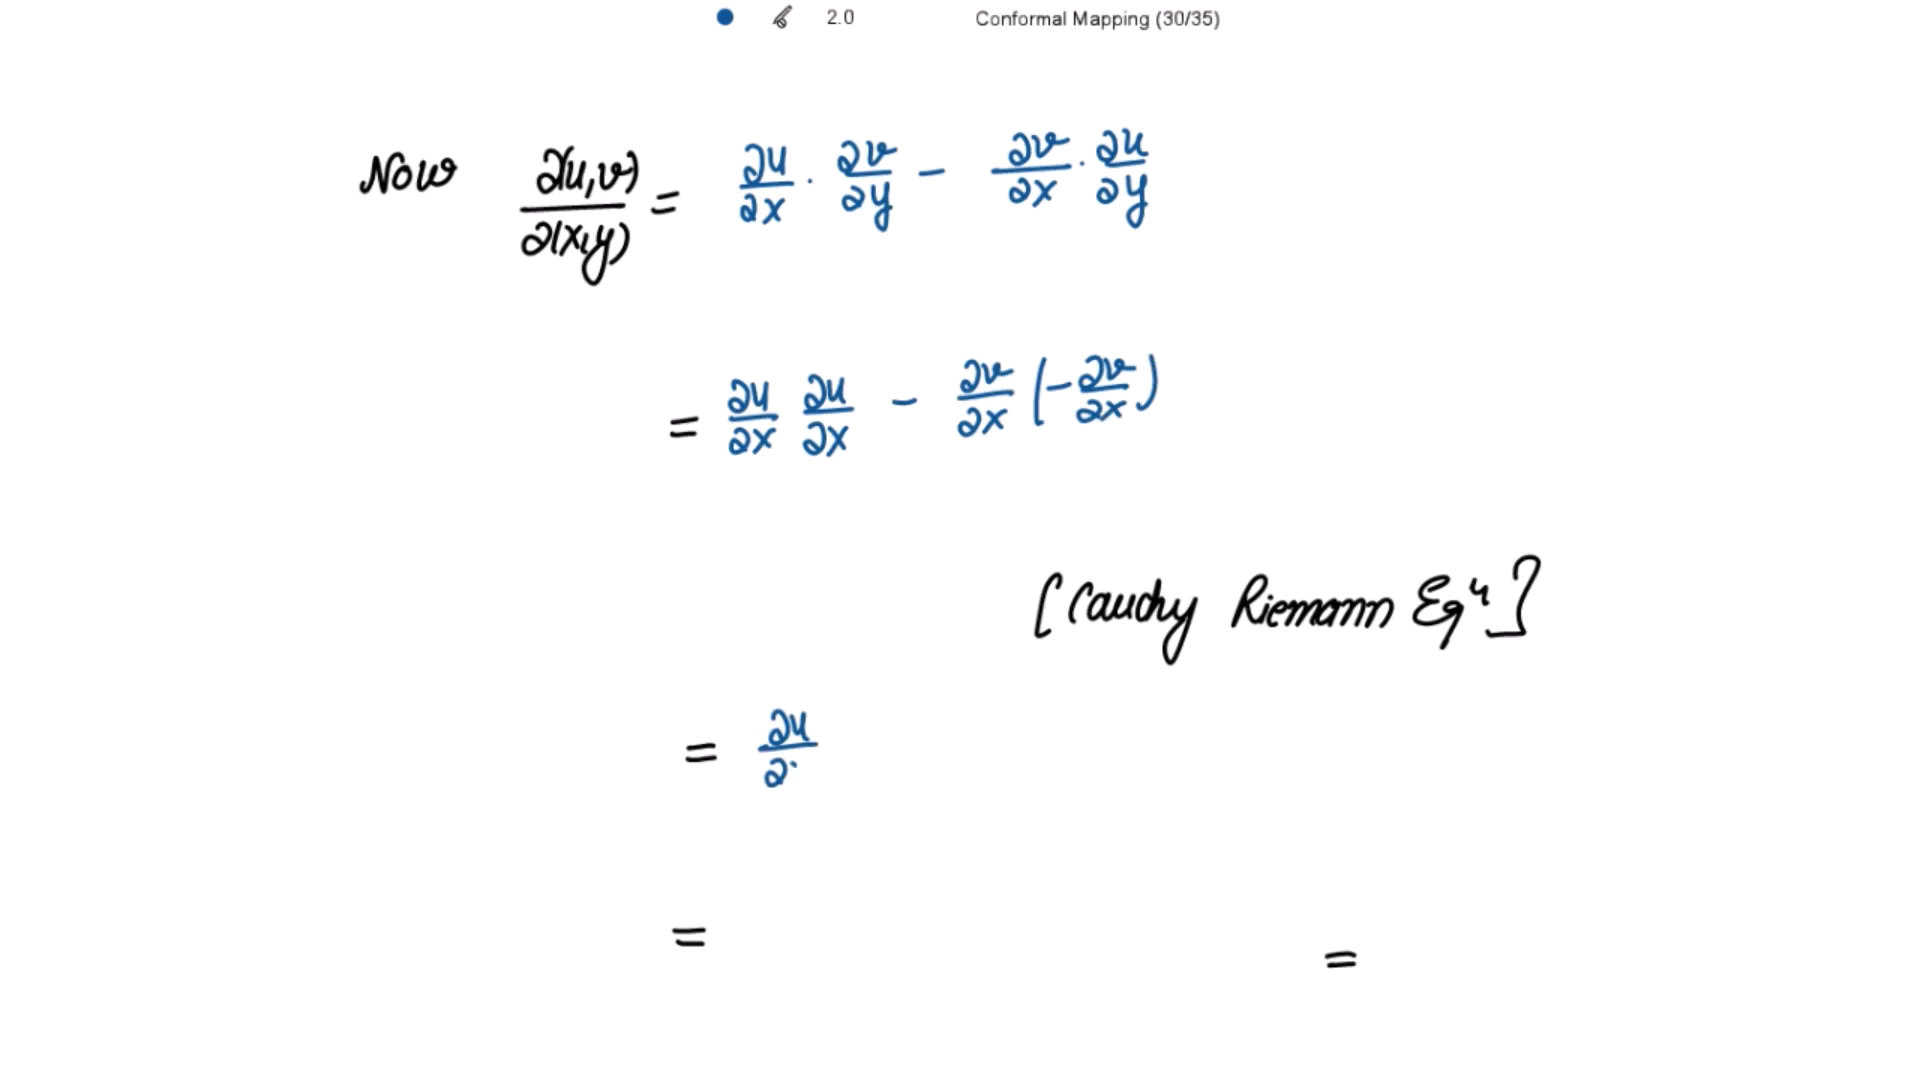 2.0 Conformal Mapping (30/35)
Now ∂(u,v)/∂(x,y) = ∂u/∂x · ∂v/∂y - ∂v/∂x · ∂u/∂y
= ∂u/∂x ∂u/∂x - ∂v/∂x (-∂v/∂x)
[Cauchy Riemann Eqⁿ]
= ∂u/∂
= =